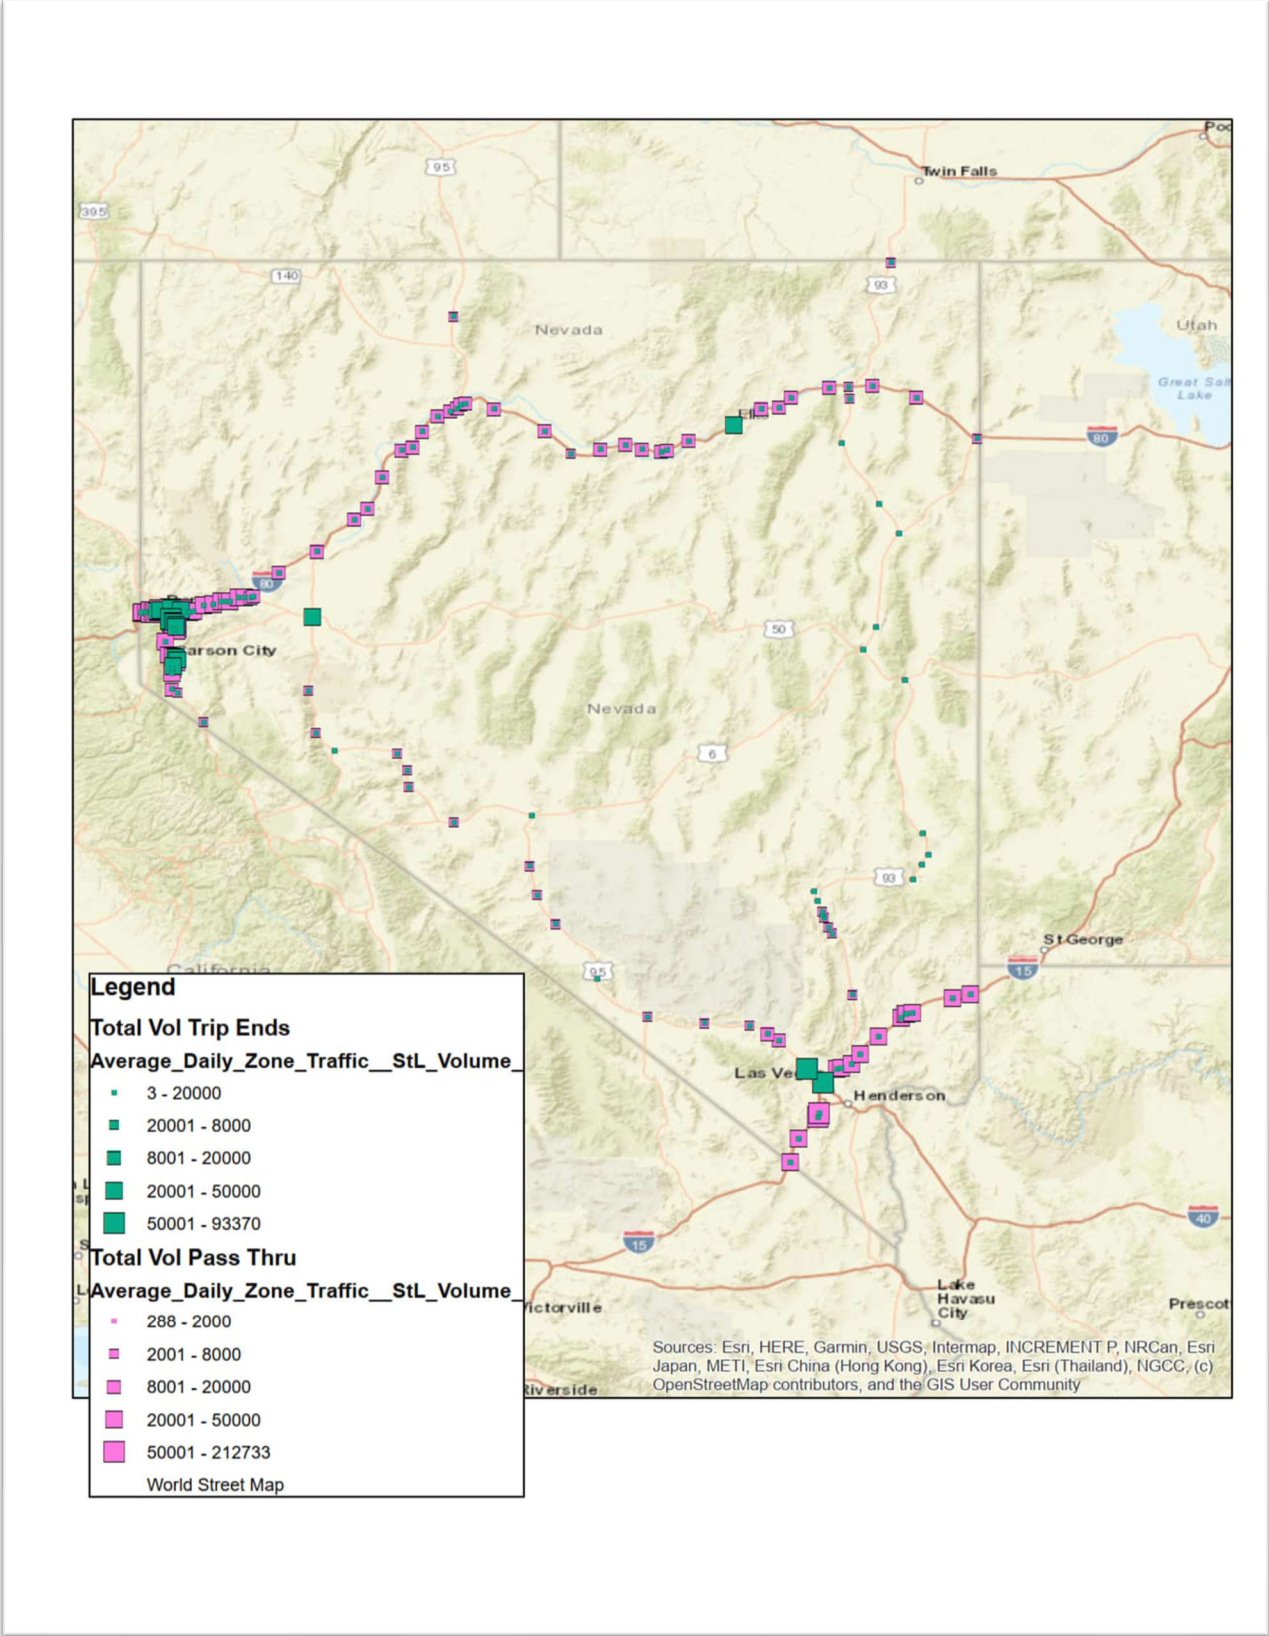 Poc
95
Twin Falls
395
140
93
Nevada
Utah
Great Salt
Lake
80
80
50
Carson City
Nevada
6
93
St George
California
95
15
Las Ve
Henderson
Legend
Total Vol Trip Ends
Average_Daily_Zone_Traffic__StL_Volume_
3 - 20000
20001 - 8000
8001 - 20000
20001 - 50000
50001 - 93370
Total Vol Pass Thru
Average_Daily_Zone_Traffic__StL_Volume_
288 - 2000
2001 - 8000
8001 - 20000
20001 - 50000
50001 - 212733
World Street Map
40
15
Lake
Havasu
City
Victorville
Prescot
Riverside
Sources: Esri, HERE, Garmin, USGS, Intermap, INCREMENT P, NRCan, Esri
Japan, METI, Esri China (Hong Kong), Esri Korea, Esri (Thailand), NGCC, (c)
OpenStreetMap contributors, and the GIS User Community